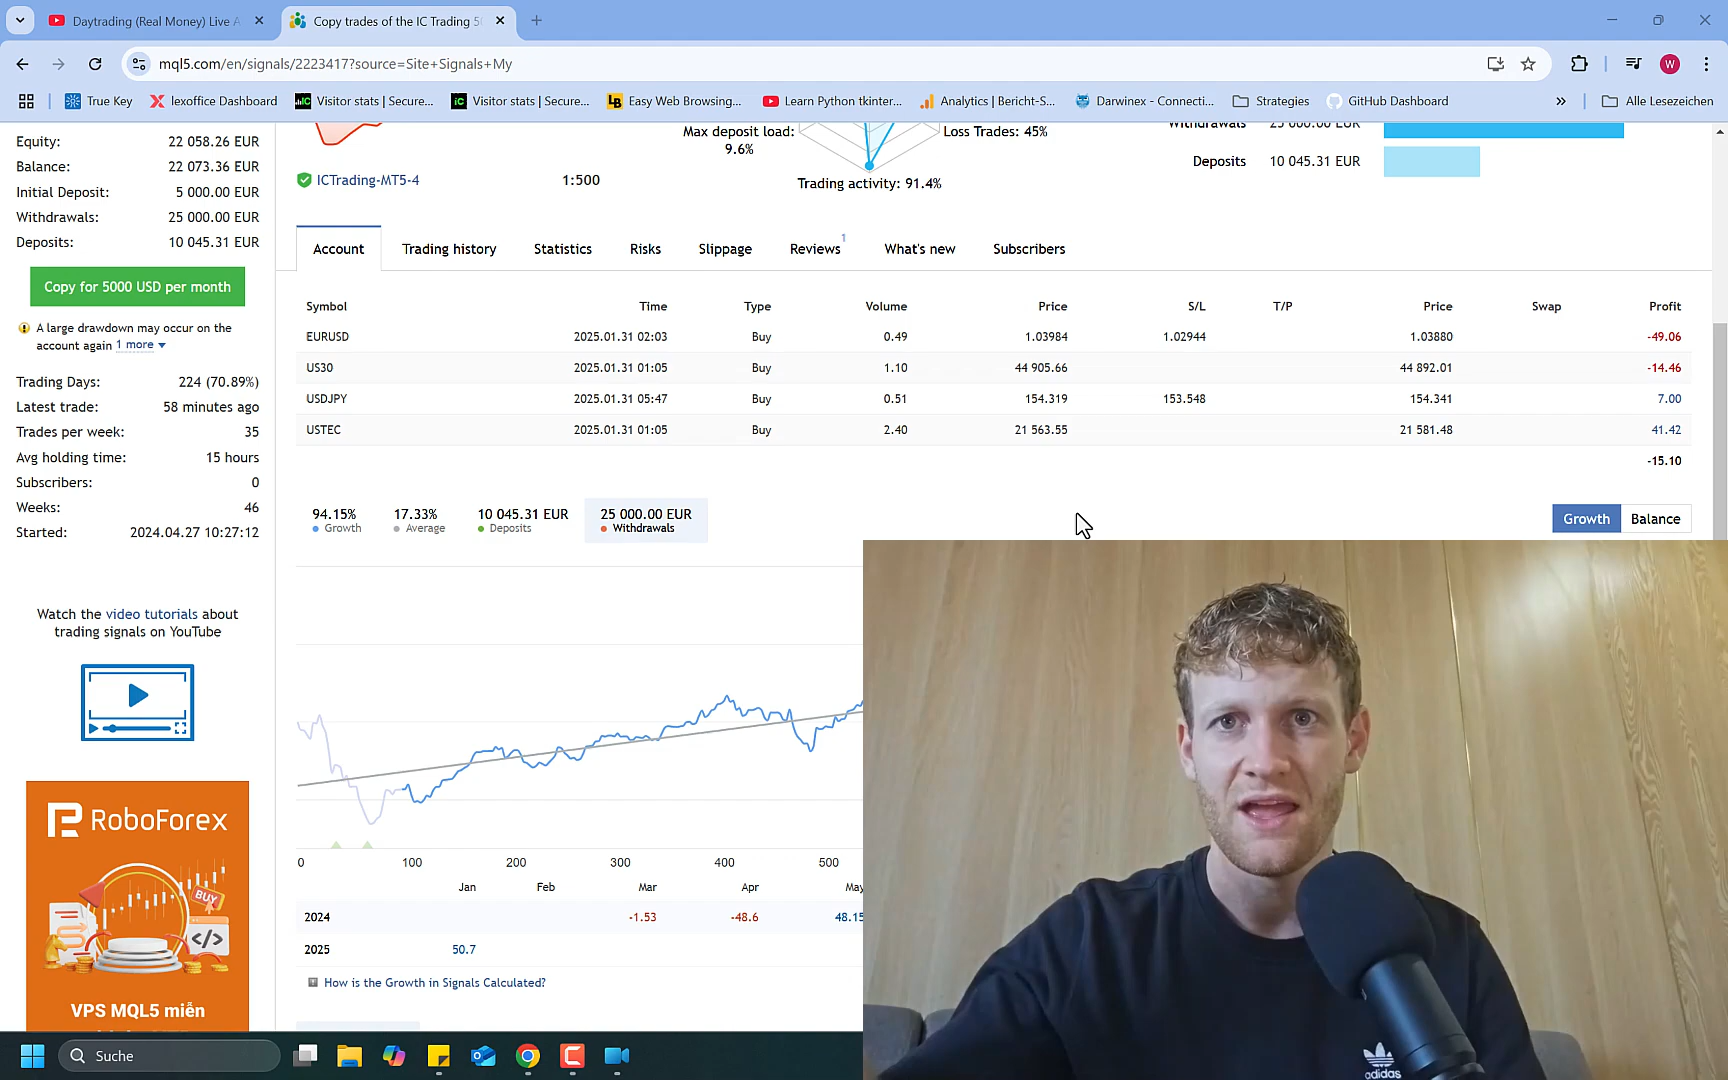 Daytrading (Real Money) Live A
Copy trades of the IC Trading 5
mql5.com/en/signals/2223417?source=Site+Signals+My
W
True Key
lexoffice Dashboard
Visitor stats | Secure...
Visitor stats | Secure...
Easy Web Browsing...
Learn Python tkinter...
Analytics | Bericht-S...
Darwinex - Connecti...
Strategies
GitHub Dashboard
»
Alle Lesezeichen
Equity: 22 058.26 EUR
Balance: 22 073.36 EUR
Initial Deposit: 5 000.00 EUR
Withdrawals: 25 000.00 EUR
Deposits: 10 045.31 EUR
Copy for 5000 USD per month
A large drawdown may occur on the
account again 1 more
Trading Days: 224 (70.89%)
Latest trade: 58 minutes ago
Trades per week: 35
Avg holding time: 15 hours
Subscribers: 0
Weeks: 46
Started: 2024.04.27 10:27:12
Watch the video tutorials about
trading signals on YouTube
RoboForex
BUY
</>
VPS MQL5 miễn
Max deposit load:
9.6%
Loss Trades: 45%
Trading activity: 91.4%
Withdrawals 25 000.00 EUR
Deposits 10 045.31 EUR
ICTrading-MT5-4 1:500
Account Trading history Statistics Risks Slippage Reviews 1 What's new Subscribers
Symbol Time Type Volume Price S/L T/P Price Swap Profit
EURUSD 2025.01.31 02:03 Buy 0.49 1.03984 1.02944 1.03880 -49.06
US30 2025.01.31 01:05 Buy 1.10 44 905.66 44 892.01 -14.46
USDJPY 2025.01.31 05:47 Buy 0.51 154.319 153.548 154.341 7.00
USTEC 2025.01.31 01:05 Buy 2.40 21 563.55 21 581.48 41.42
-15.10
94.15% 17.33% 10 045.31 EUR 25 000.00 EUR
Growth Average Deposits Withdrawals
Growth Balance
0 100 200 300 400 500
Jan Feb Mar Apr May
2024 -1.53 -48.6 48.15
2025 50.7
How is the Growth in Signals Calculated?
Suche
adidas